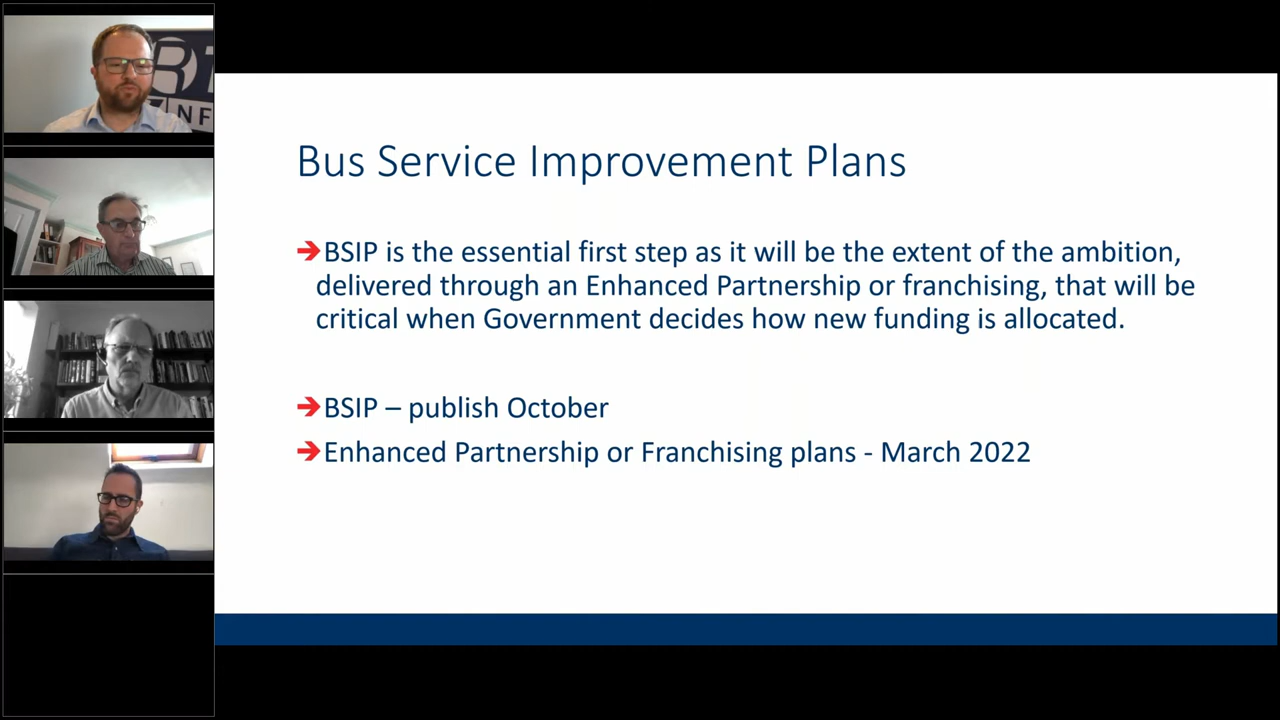 Bus Service Improvement Plans
BSIP is the essential first step as it will be the extent of the ambition,
delivered through an Enhanced Partnership or franchising, that will be
critical when Government decides how new funding is allocated.
BSIP – publish October
Enhanced Partnership or Franchising plans - March 2022